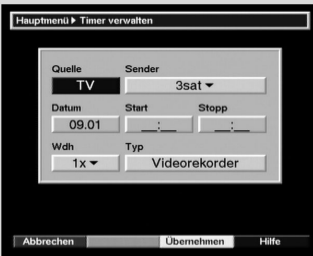 Hauptmenü ▸ Timer verwalten
Quelle Sender
TV 3sat ▾
Datum Start Stopp
09.01 __:__ __:__
Wdh Typ
1x ▾ Videorekorder
Abbrechen Übernehmen Hilfe